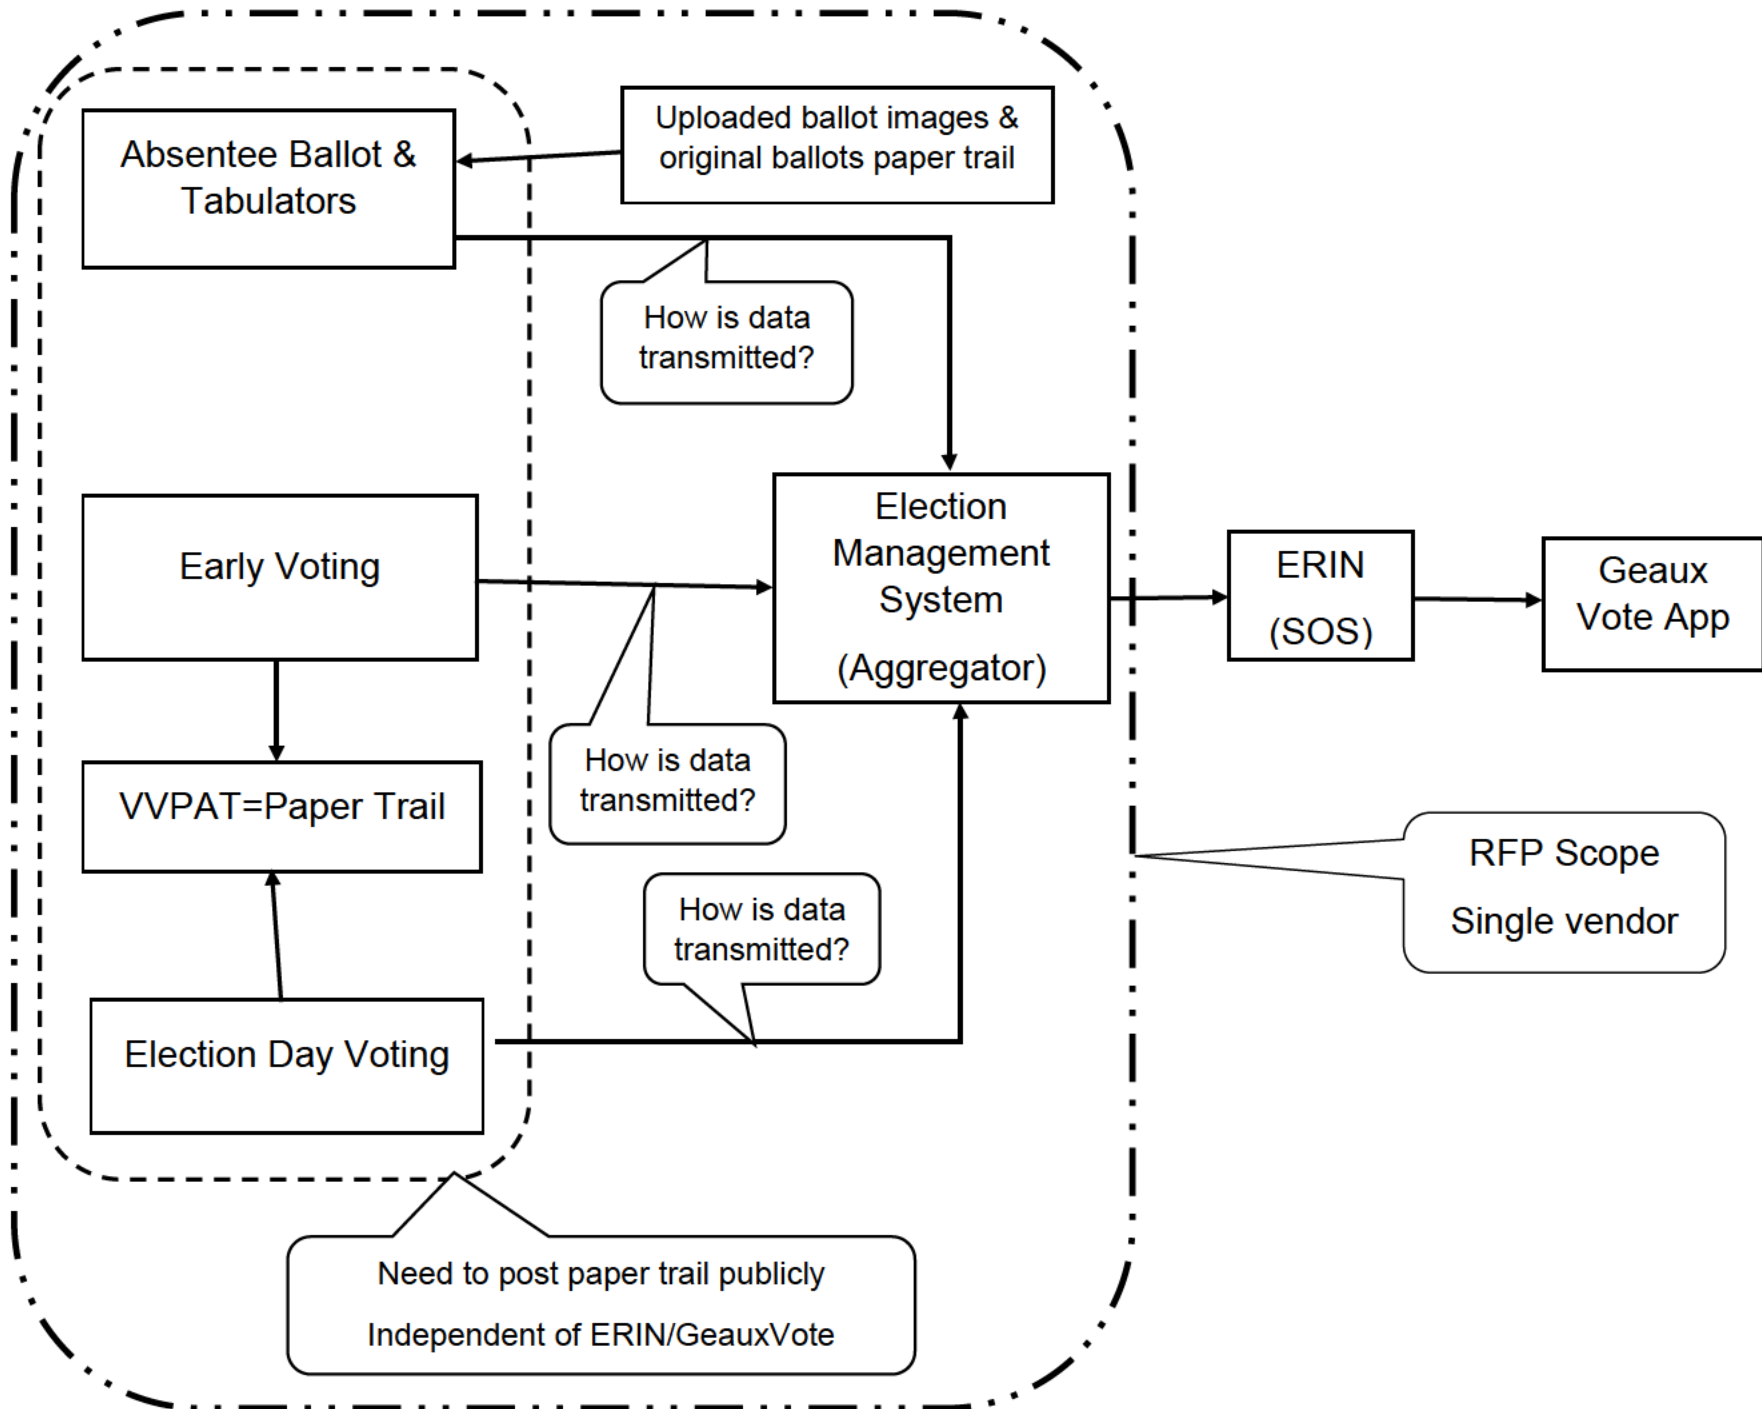 Absentee Ballot &
Tabulators
Uploaded ballot images &
original ballots paper trail
How is data
transmitted?
Early Voting
Election
Management
System
(Aggregator)
ERIN
(SOS)
Geaux
Vote App
How is data
transmitted?
VVPAT=Paper Trail
How is data
transmitted?
RFP Scope
Single vendor
Election Day Voting
Need to post paper trail publicly
Independent of ERIN/GeauxVote